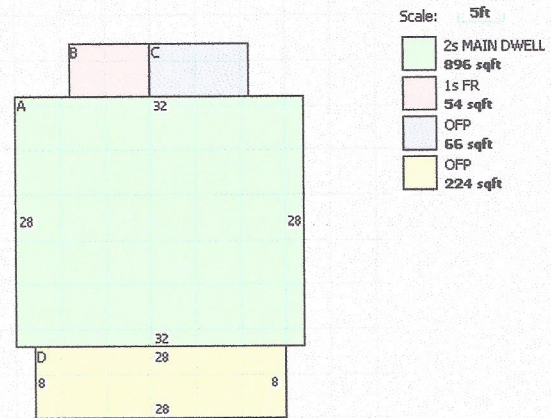 Scale: 5ft
2s MAIN DWELL
896 sqft
1s FR
54 sqft
OFP
66 sqft
OFP
224 sqft
B
C
A
32
28
28
32
D
28
8
8
28